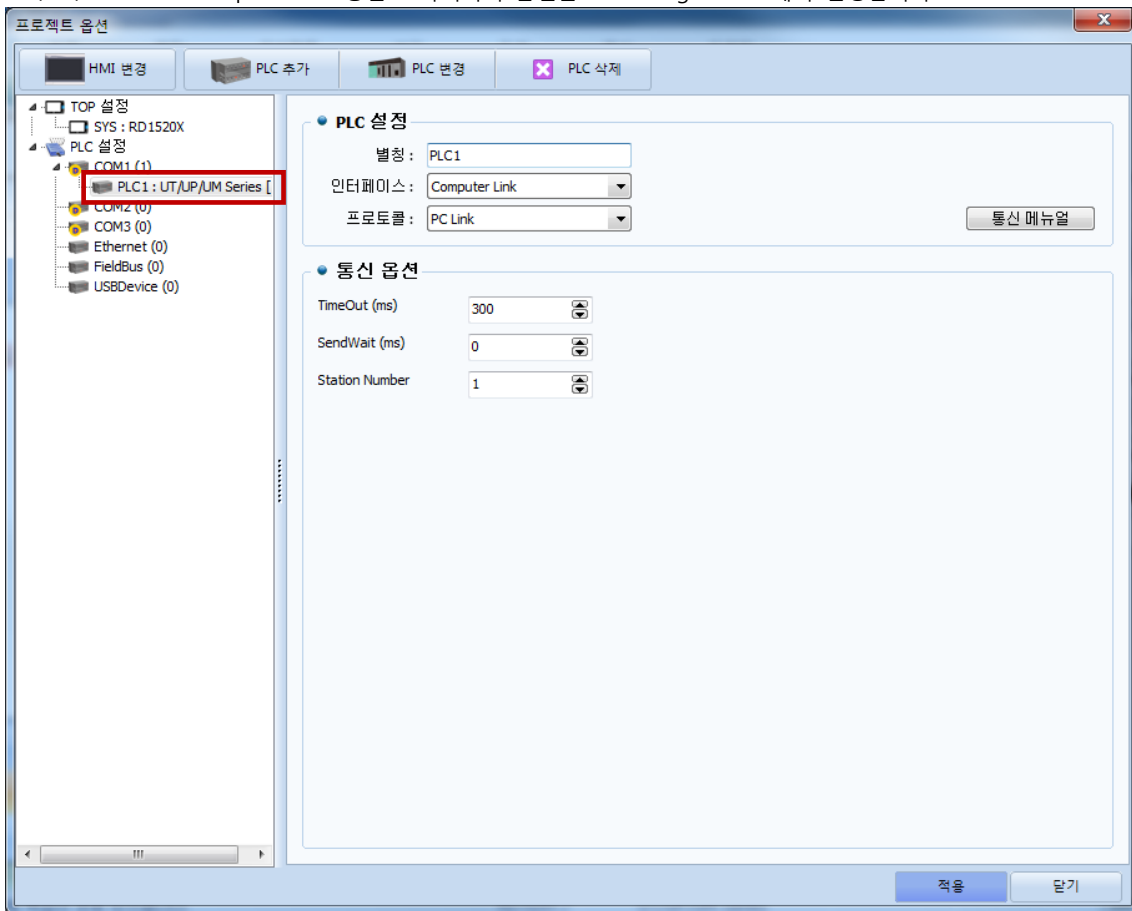 프로젝트 옵션
HMI 변경
PLC 추가
PLC 변경
PLC 삭제
TOP 설정
SYS : RD1520X
PLC 설정
COM1 (1)
PLC1 : UT/UP/UM Series [
COM2 (0)
COM3 (0)
Ethernet (0)
FieldBus (0)
USBDevice (0)
PLC 설정
별칭 : PLC1
인터페이스 : Computer Link
프로토콜 : PC Link
통신 메뉴얼
통신 옵션
TimeOut (ms) 300
SendWait (ms) 0
Station Number 1
적용
닫기